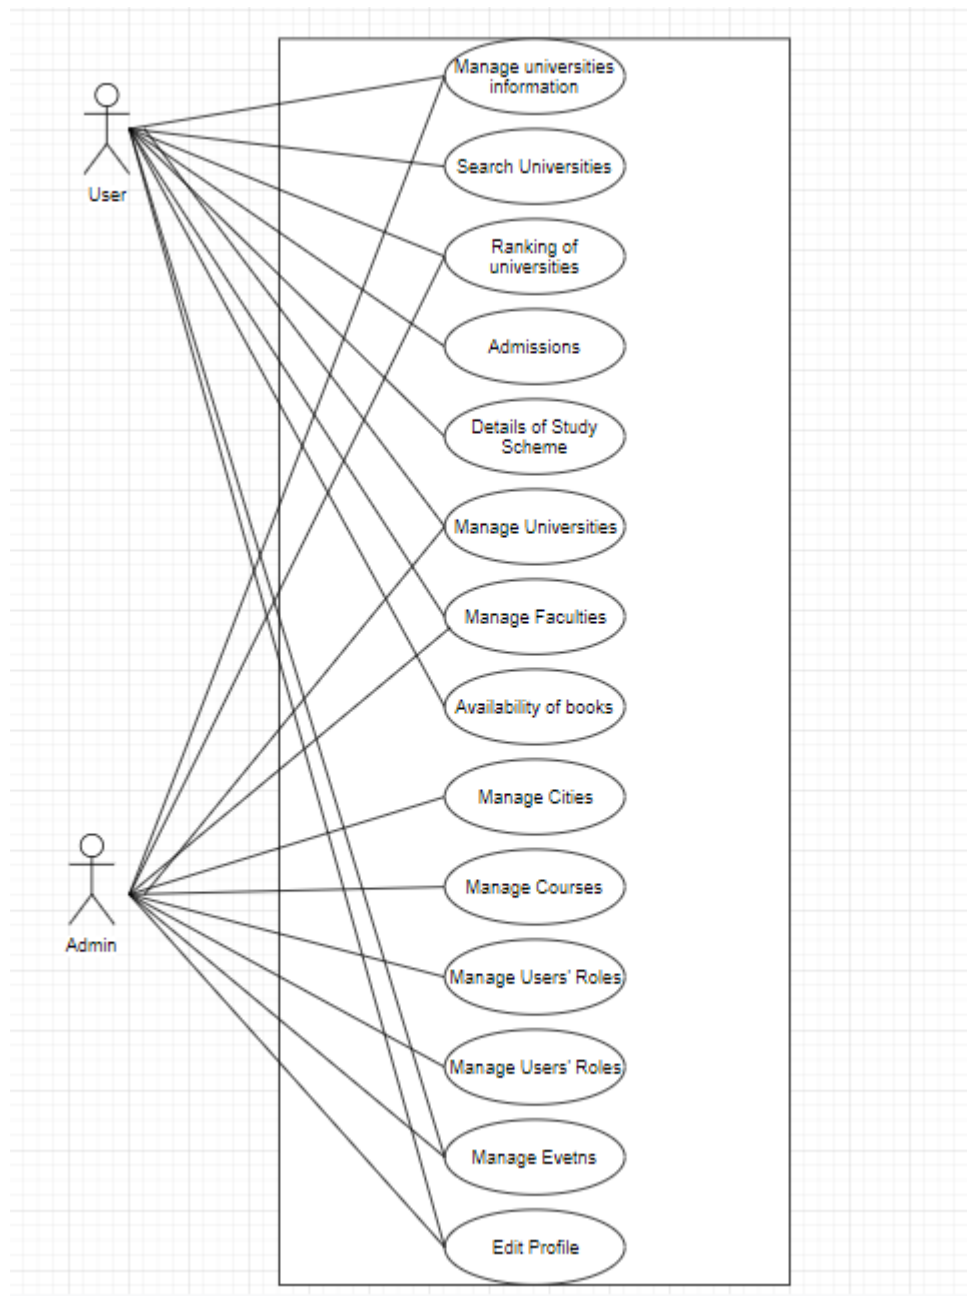 Manage universities
information
User
Search Universities
Ranking of
universities
Admissions
Details of Study
Scheme
Manage Universities
Manage Faculties
Availability of books
Manage Cities
Manage Courses
Admin
Manage Users' Roles
Manage Users' Roles
Manage Evetns
Edit Profile